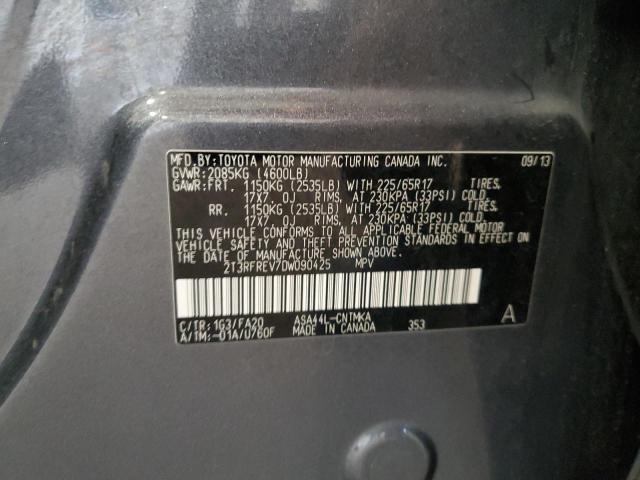 MFD.BY:TOYOTA MOTOR MANUFACTURING CANADA INC. 09/13
GVWR:2085KG (4600LB)
GAWR:FRT. 1150KG (2535LB) WITH 225/65R17 TIRES,
17X7.0J RIMS, AT 230KPA (33PSI) COLD
RR. 1150KG (2535LB) WITH 225/65R17 TIRES,
17X7.0J RIMS, AT 230KPA (33PSI) COLD.
THIS VEHICLE CONFORMS TO ALL APPLICABLE FEDERAL MOTOR
VEHICLE SAFETY AND THEFT PREVENTION STANDARDS IN EFFECT ON
THE DATE OF MANUFACTURE SHOWN ABOVE.
2T3RFREV7DW090425 MPV
C/TR:1G3/FA20 ASA44L-CNTMKA
A/TM:-01A/U760F MADE IN CANADA 353 A